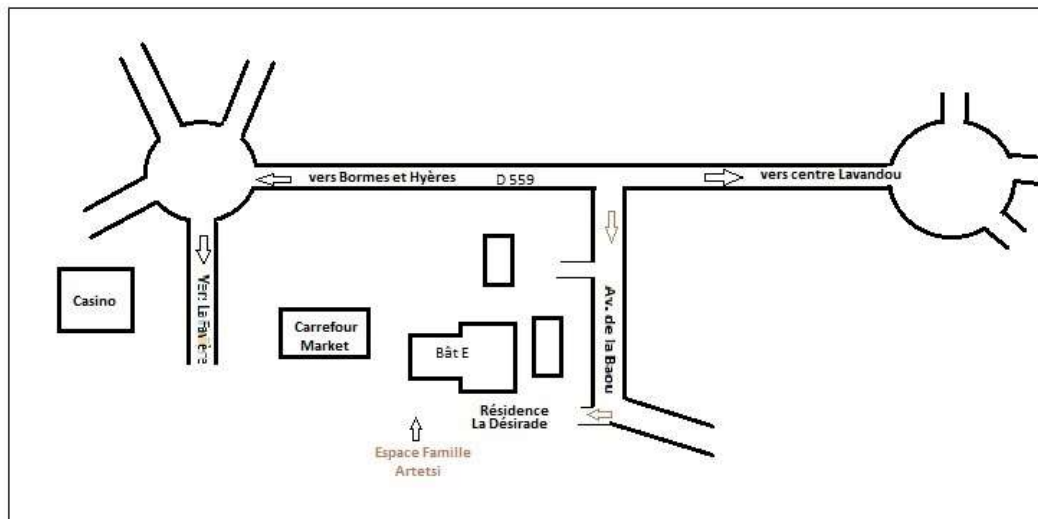 vers Bormes et Hyères
D 559
vers centre Lavandou
Casino
Vers La Favière
Carrefour
Market
Bât E
Av. de la Baou
Résidence
La Désirade
Espace Famille
Artetsi